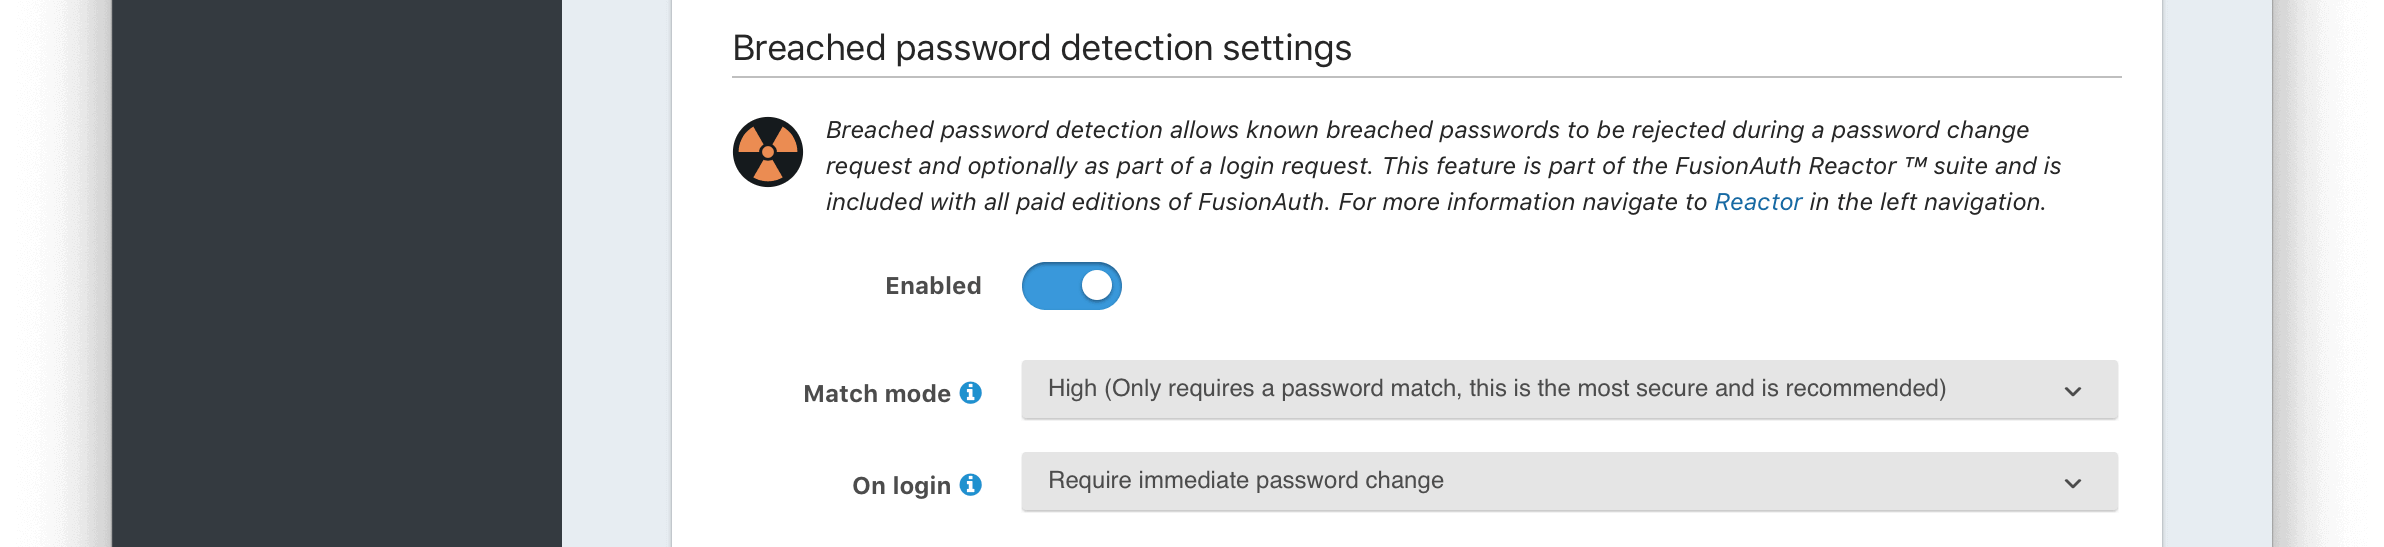 Breached password detection settings
Breached password detection allows known breached passwords to be rejected during a password change
request and optionally as part of a login request. This feature is part of the FusionAuth Reactor ™ suite and is
included with all paid editions of FusionAuth. For more information navigate to Reactor in the left navigation.
Enabled
Match mode High (Only requires a password match, this is the most secure and is recommended)
On login Require immediate password change